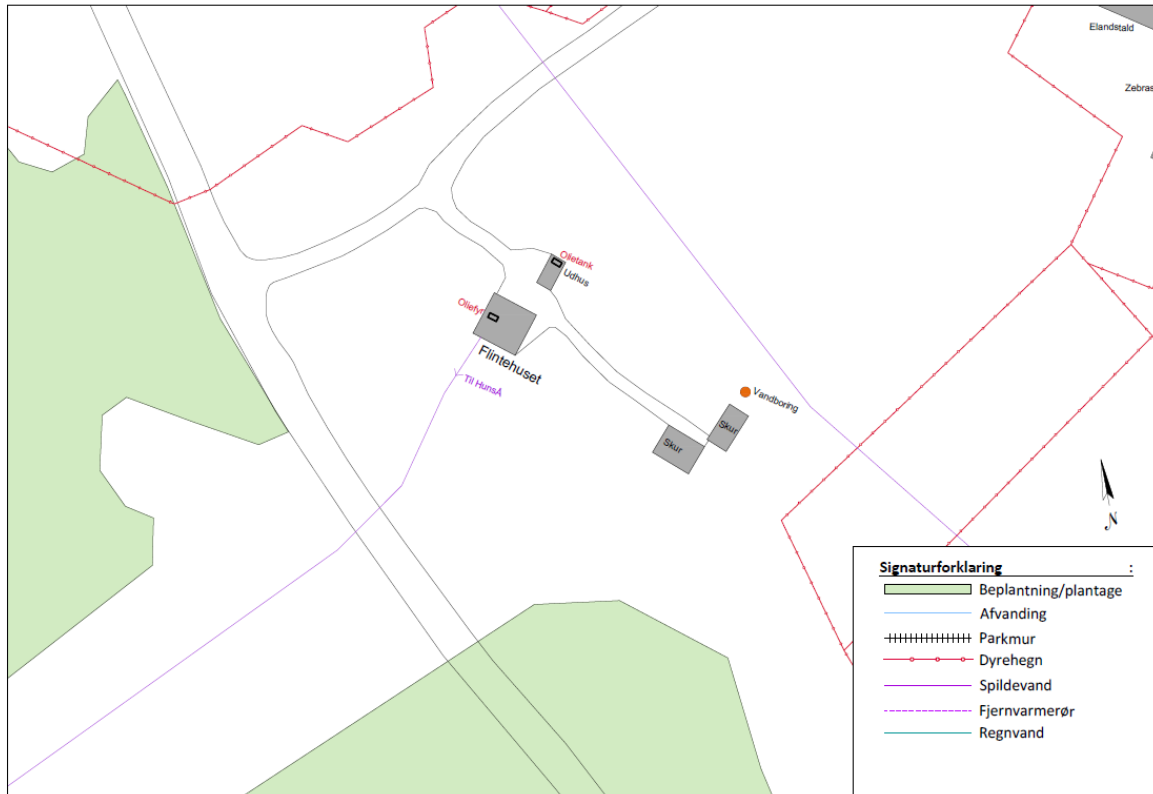 Elandstald
Zebras
Olietank
Udhus
Oliefyr
Flintehuset
Til HunsA
Vandboring
Skur
Skur
N
Signaturforklaring :
Beplantning/plantage
Afvanding
Parkmur
Dyrehegn
Spildevand
Fjernvarmerør
Regnvand